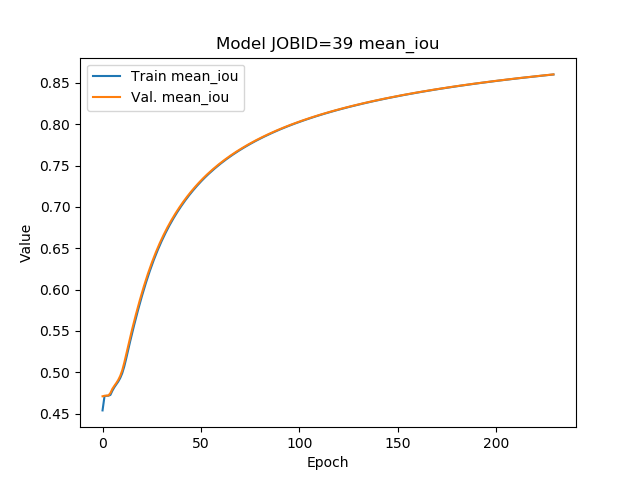 Model JOBID=39 mean_iou
Train mean_iou
Val. mean_iou
0.85
0.80
0.75
0.70
0.65
0.60
0.55
0.50
0.45
Value
0 50 100 150 200
Epoch